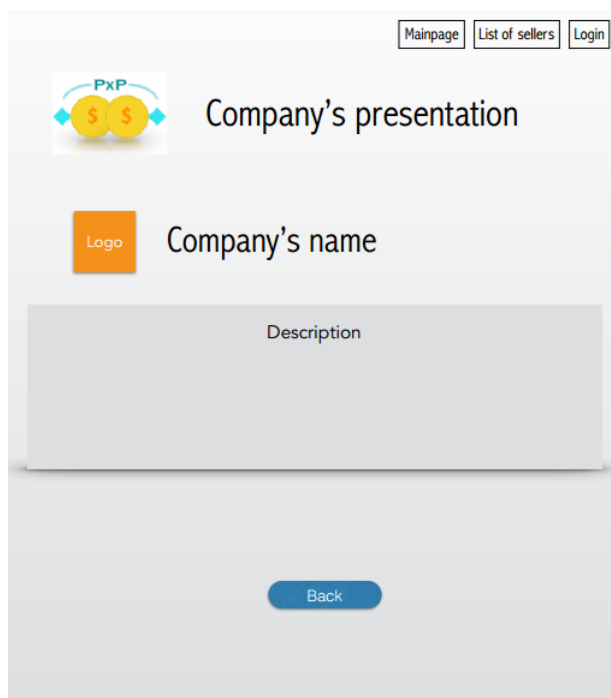 Mainpage List of sellers Login
PxP
$ $
Company's presentation
Logo
Company's name
Description
Back